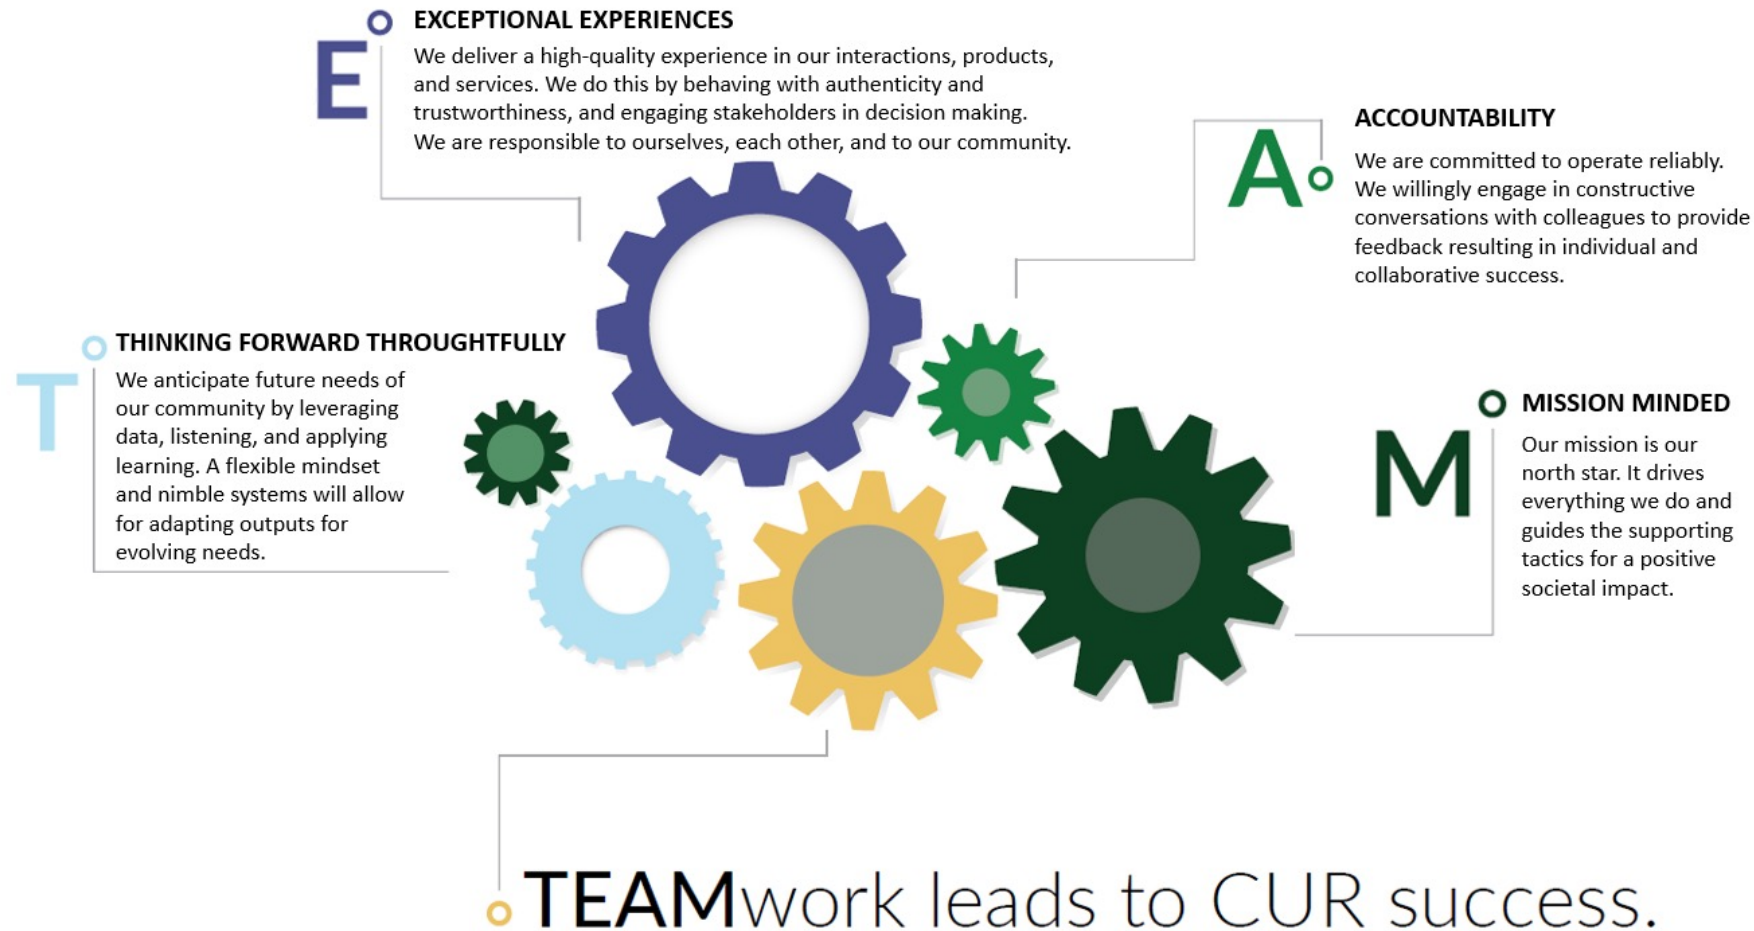 E
EXCEPTIONAL EXPERIENCES
We deliver a high-quality experience in our interactions, products,
and services. We do this by behaving with authenticity and
trustworthiness, and engaging stakeholders in decision making.
We are responsible to ourselves, each other, and to our community.
A
ACCOUNTABILITY
We are committed to operate reliably.
We willingly engage in constructive
conversations with colleagues to provide
feedback resulting in individual and
collaborative success.
T
THINKING FORWARD THROUGHTFULLY
We anticipate future needs of
our community by leveraging
data, listening, and applying
learning. A flexible mindset
and nimble systems will allow
for adapting outputs for
evolving needs.
M
MISSION MINDED
Our mission is our
north star. It drives
everything we do and
guides the supporting
tactics for a positive
societal impact.
TEAMwork leads to CUR success.